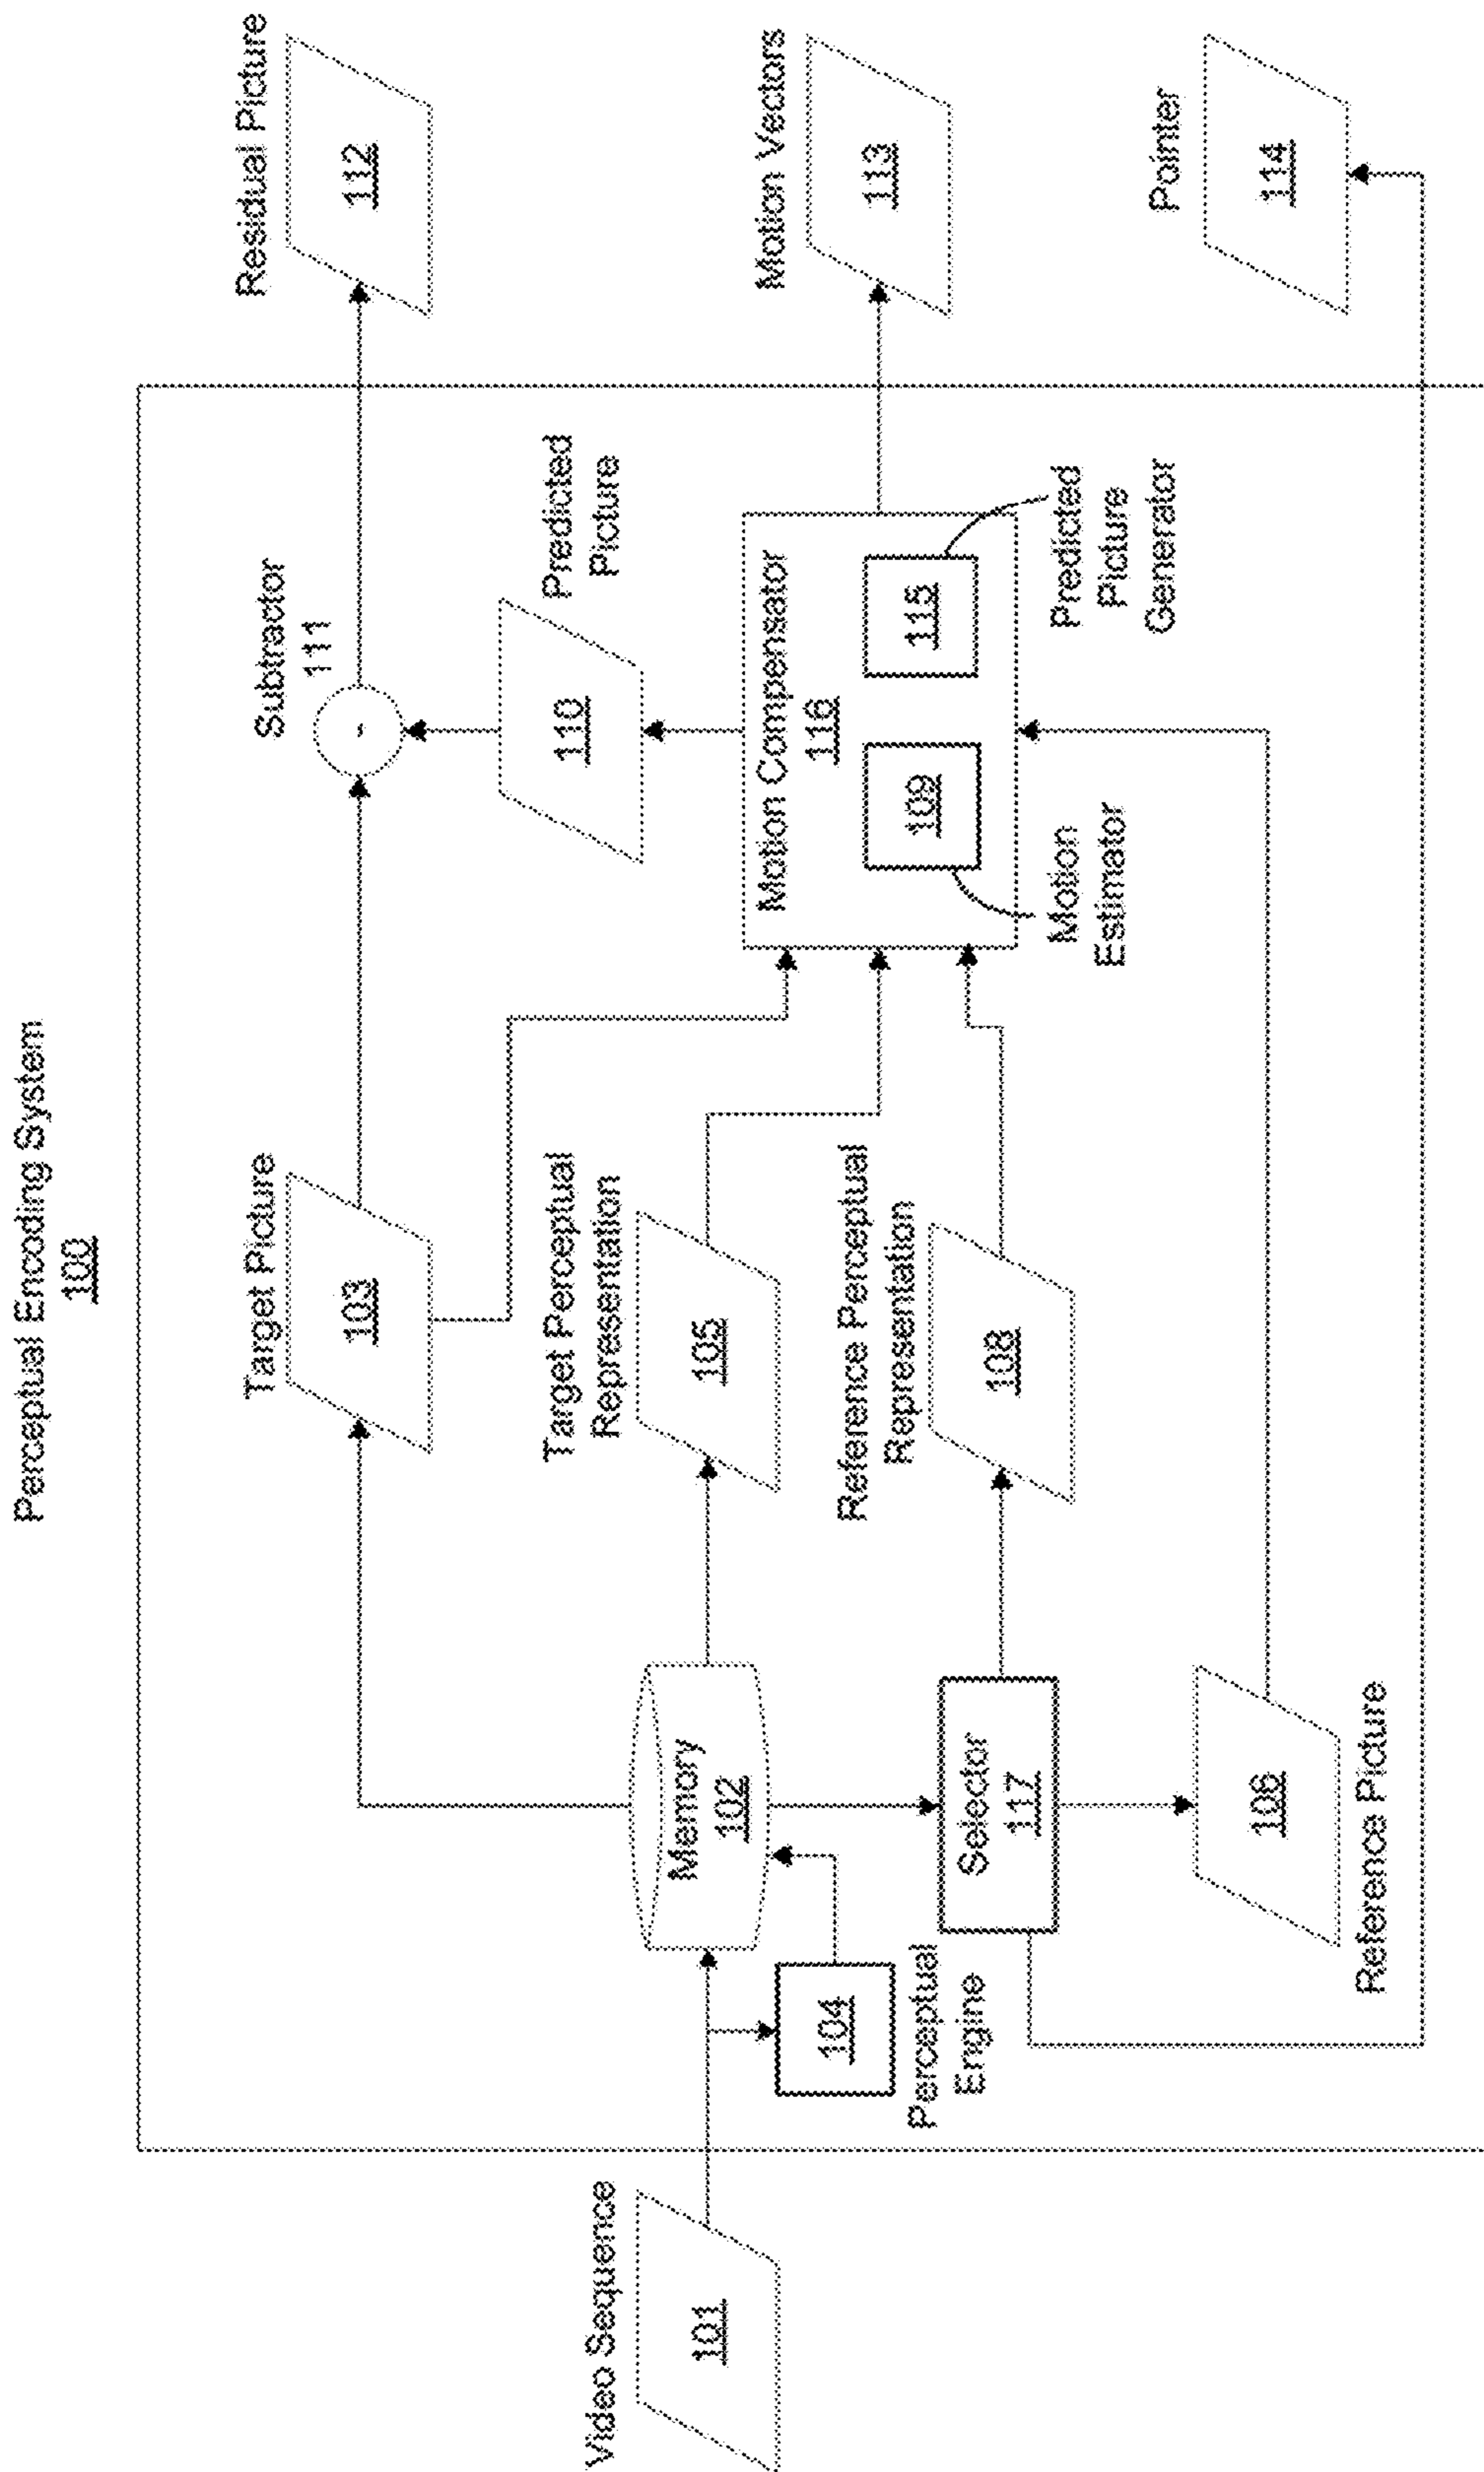 Perceptual Encoding System
100
Video Sequence
101
Memory
102
104
Perceptual
Engine
Selector
117
106
Reference Picture
Target Picture
103
Target Perceptual
Representation
105
Reference Perceptual
Representation
108
Subtractor
111
Predicted
Picture
110
Motion Compensator
116
109
115
Motion
Estimator
Predicted
Picture
Generator
Residual Picture
112
Motion Vectors
113
Pointer
114